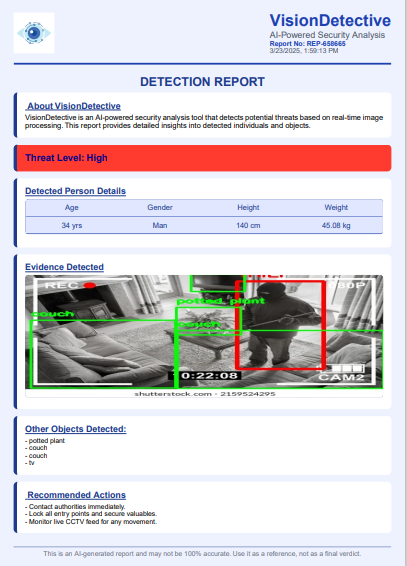 VisionDetective
AI-Powered Security Analysis
Report No: REP-658665
3/23/2025, 1:59:13 PM
DETECTION REPORT
About VisionDetective
VisionDetective is an AI-powered security analysis tool that detects potential threats based on real-time image
processing. This report provides detailed insights into detected individuals and objects.
Threat Level: High
Detected Person Details
Age Gender Height Weight
34 yrs Man 140 cm 45.08 kg
Evidence Detected
REC
80P
potted plant
couch
couch
0:22:08
CAM2
shutterstock.com · 2159524295
Other Objects Detected:
- potted plant
- couch
- couch
- tv
Recommended Actions
- Contact authorities immediately.
- Lock all entry points and secure valuables.
- Monitor live CCTV feed for any movement.
This is an AI-generated report and may not be 100% accurate. Use it as a reference, not as a final verdict.